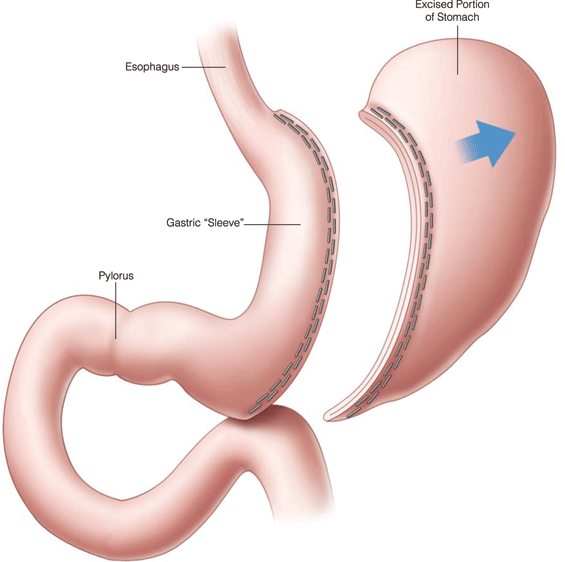 Excised Portion
of Stomach
Esophagus
Gastric “Sleeve”
Pylorus